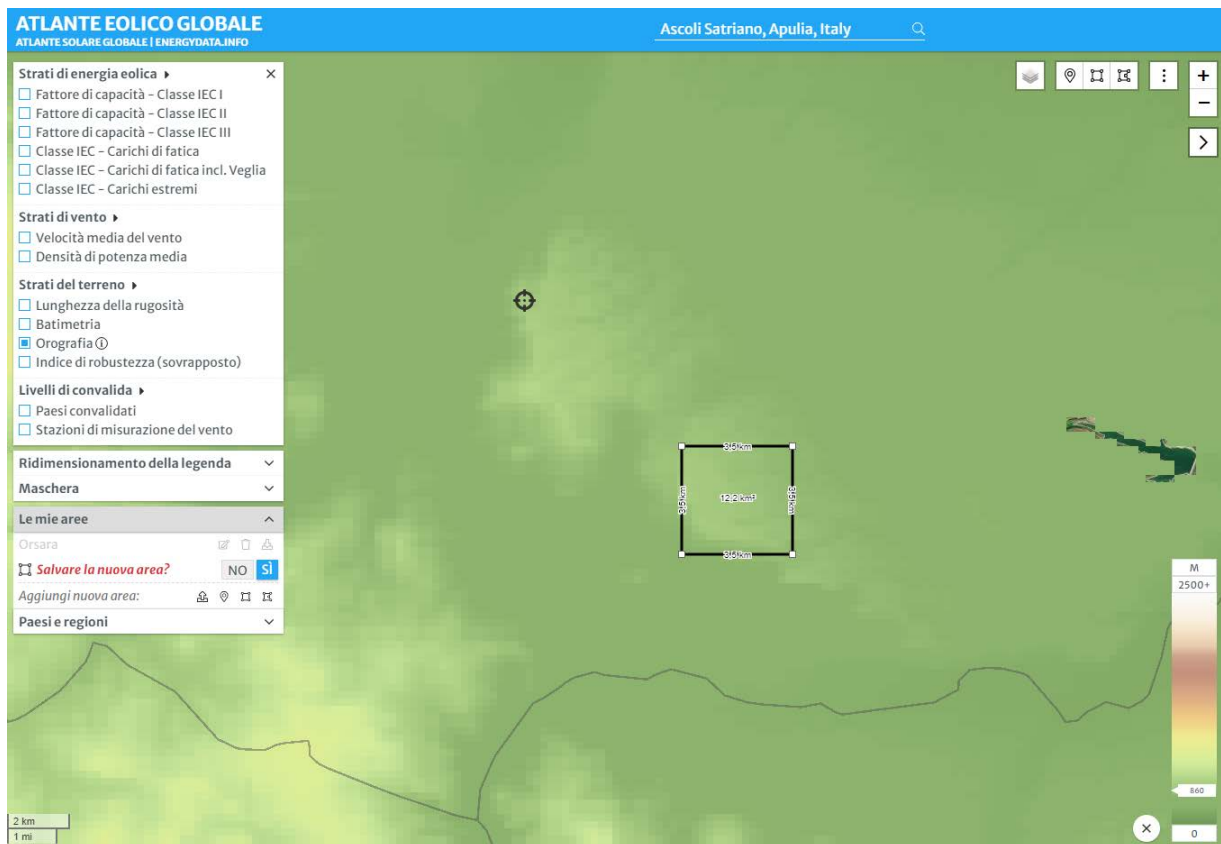 ATLANTE EOLICO GLOBALE
ATLANTE SOLARE GLOBALE | ENERGYDATA.INFO
Ascoli Satriano, Apulia, Italy
Strati di energia eolica
Fattore di capacità – Classe IEC I
Fattore di capacità – Classe IEC II
Fattore di capacità – Classe IEC III
Classe IEC – Carichi di fatica
Classe IEC – Carichi di fatica incl. Veglia
Classe IEC – Carichi estremi
Strati di vento
Velocità media del vento
Densità di potenza media
Strati del terreno
Lunghezza della rugosità
Batimetria
Orografia
Indice di robustezza (sovrapposto)
Livelli di convalida
Paesi convalidati
Stazioni di misurazione del vento
Ridimensionamento della legenda
Maschera
Le mie aree
Orsara
Salvare la nuova area? NO SÌ
Aggiungi nuova area:
Paesi e regioni
3,5 km
3,5 km
12,2 km²
3,5 km
3,5 km
M
2500+
860
0
2 km
1 mi